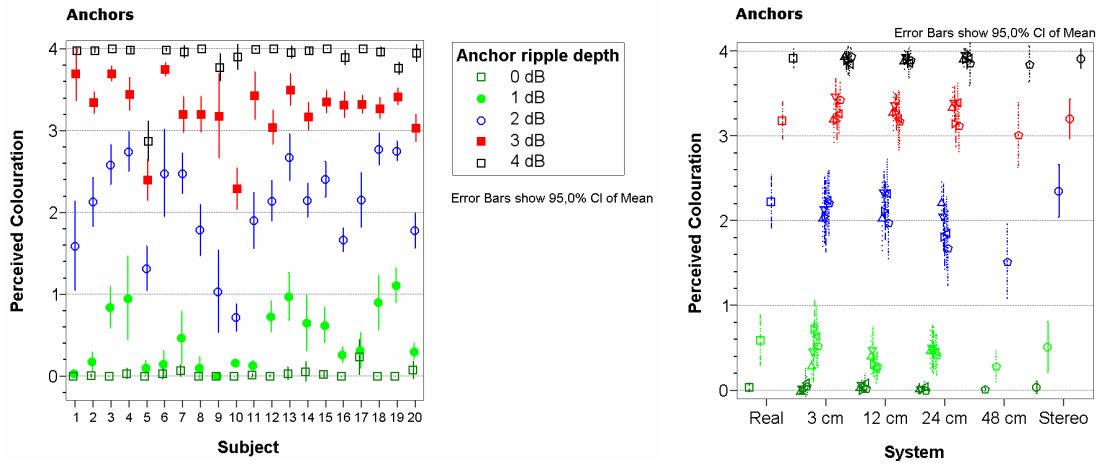 Anchors
Perceived Colouration
4
3
2
1
0
1 2 3 4 5 6 7 8 9 10 11 12 13 14 15 16 17 18 19 20
Subject
Anchor ripple depth
0 dB
1 dB
2 dB
3 dB
4 dB
Error Bars show 95,0% CI of Mean
Anchors
Error Bars show 95,0% CI of Mean
Perceived Colouration
4
3
2
1
0
Real 3 cm 12 cm 24 cm 48 cm Stereo
System